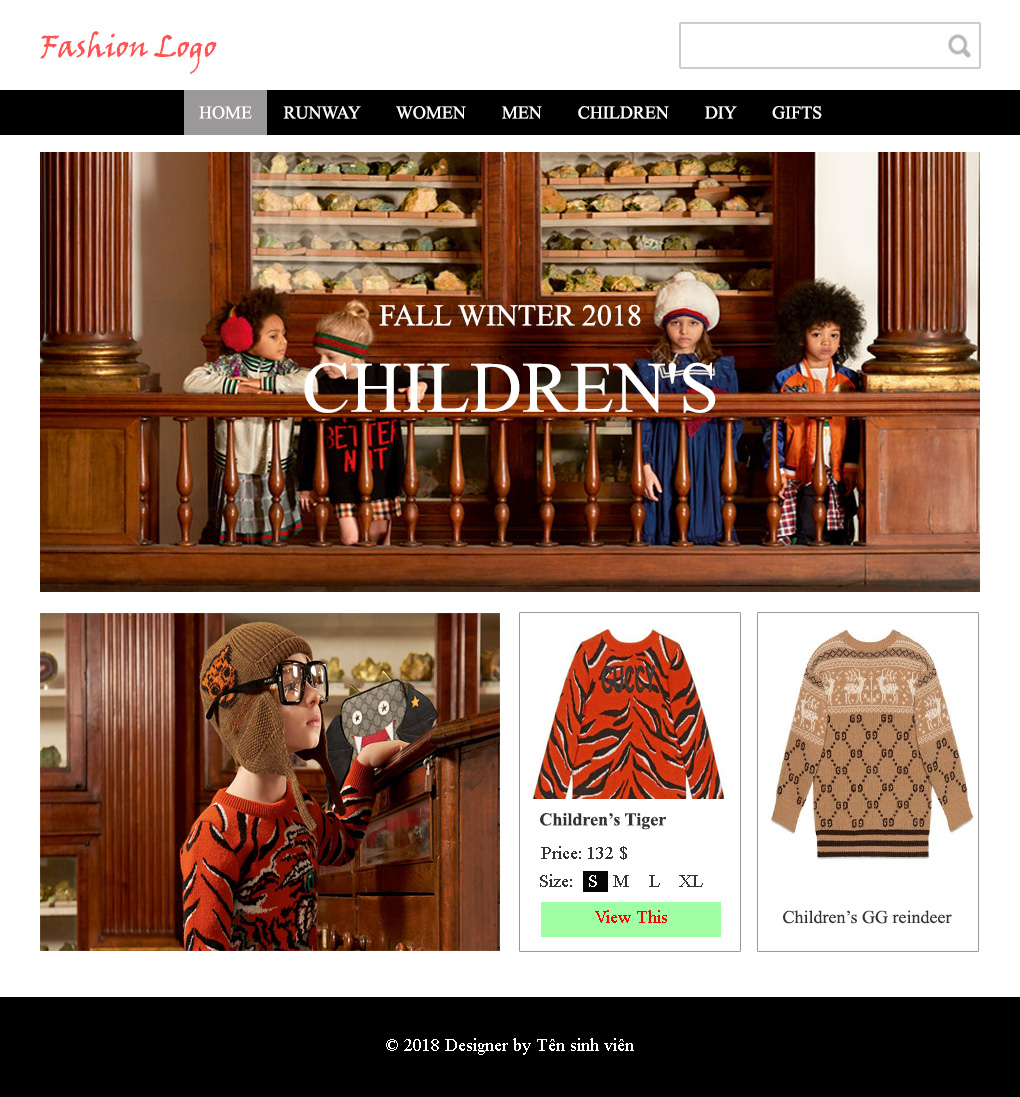 Fashion Logo
HOME RUNWAY WOMEN MEN CHILDREN DIY GIFTS
FALL WINTER 2018
CHILDREN'S
BETTER
NOT
GUCCY
Children’s Tiger
Price: 132 $
Size: S M L XL
View This
Children’s GG reindeer
© 2018 Designer by Tên sinh viên